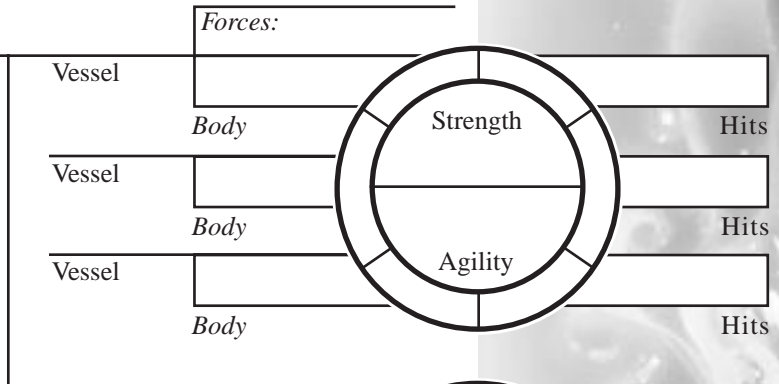 Forces:
Vessel
Body Strength Hits
Vessel
Body Hits
Vessel Agility
Body Hits